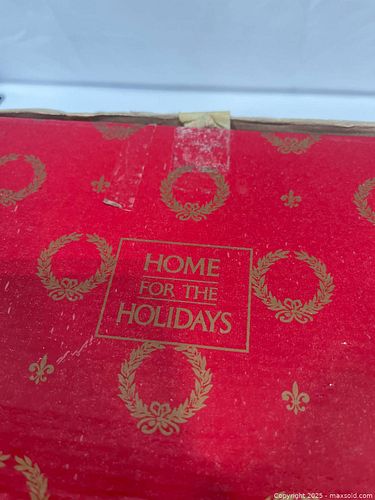 HOME
FOR THE
HOLIDAYS
Copyright 2025 - maxsold.com